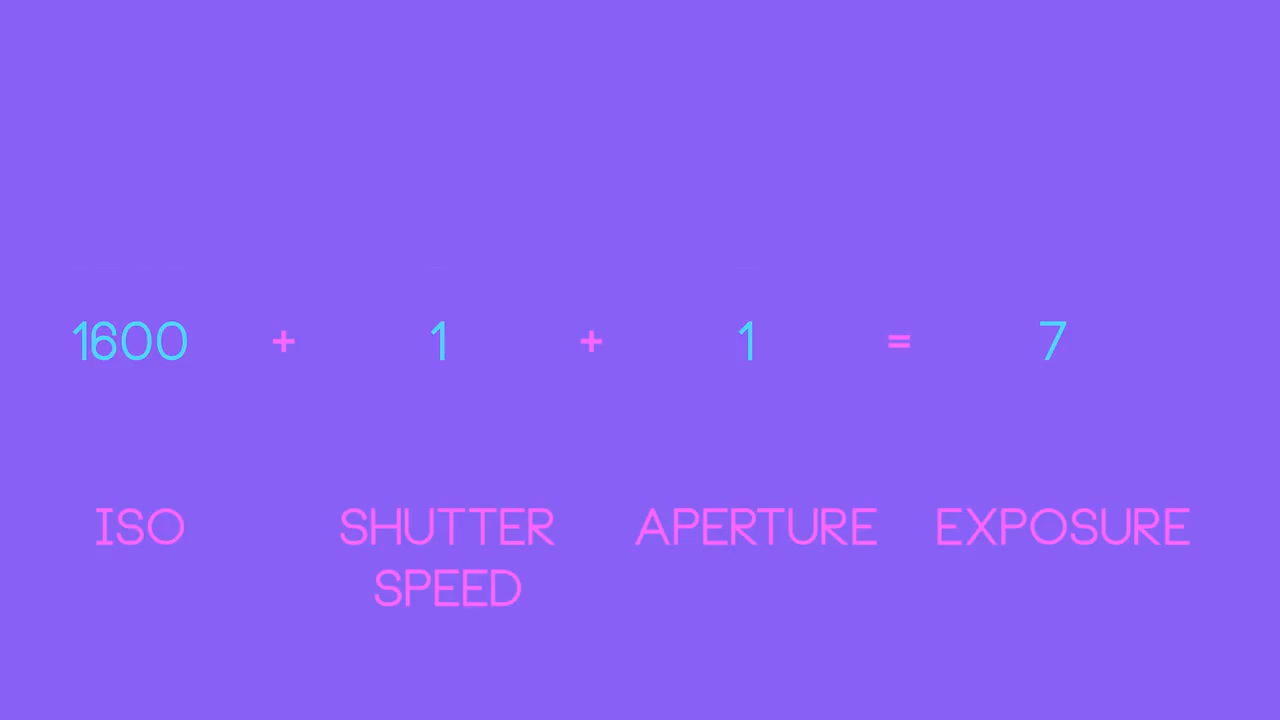 1600 + 1 + 1 = 7
ISO SHUTTER APERTURE EXPOSURE
SPEED